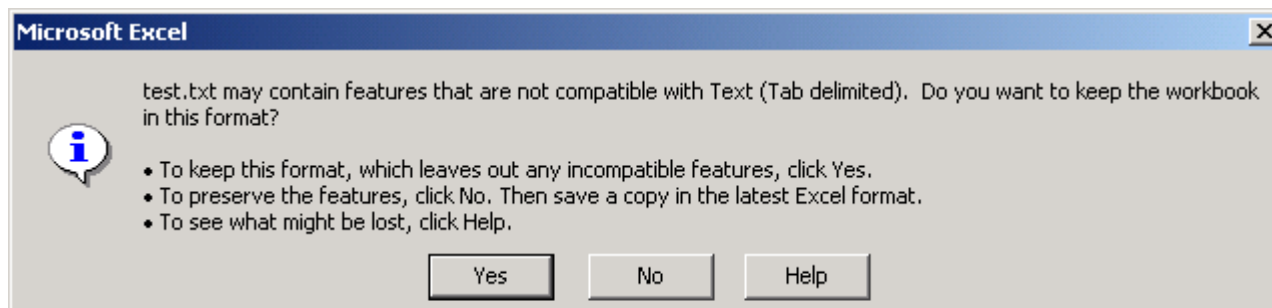 Microsoft Excel
test.txt may contain features that are not compatible with Text (Tab delimited).  Do you want to keep the workbook
in this format?
• To keep this format, which leaves out any incompatible features, click Yes.
• To preserve the features, click No. Then save a copy in the latest Excel format.
• To see what might be lost, click Help.
Yes No Help